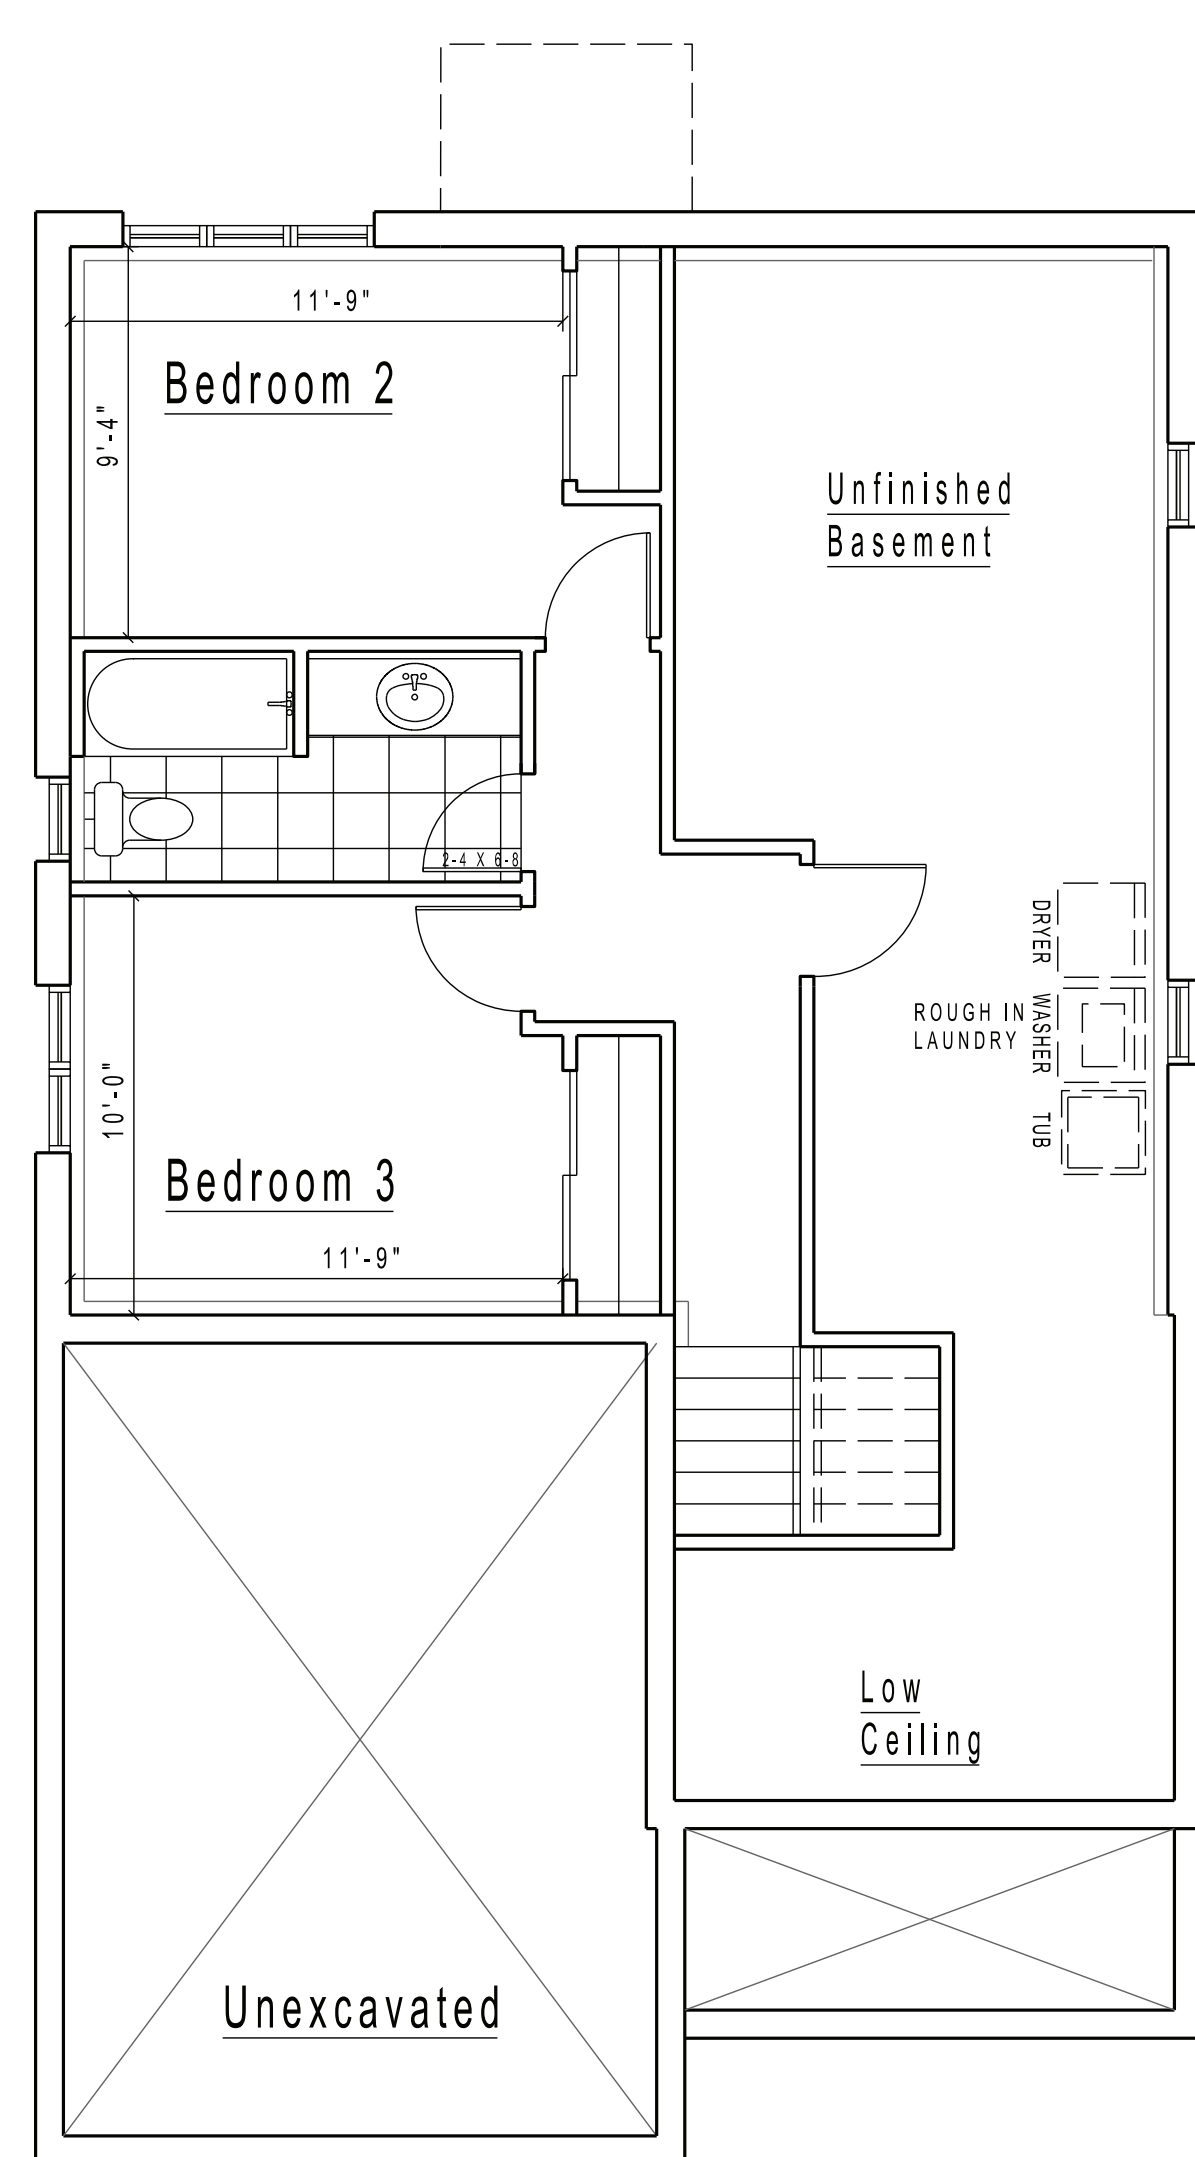 11'-9"
Bedroom 2
9'-4"
Unfinished
Basement
2-4 X 6-8
DRYER
ROUGH IN
LAUNDRY
WASHER
TUB
10'-0"
Bedroom 3
11'-9"
Low
Ceiling
Unexcavated